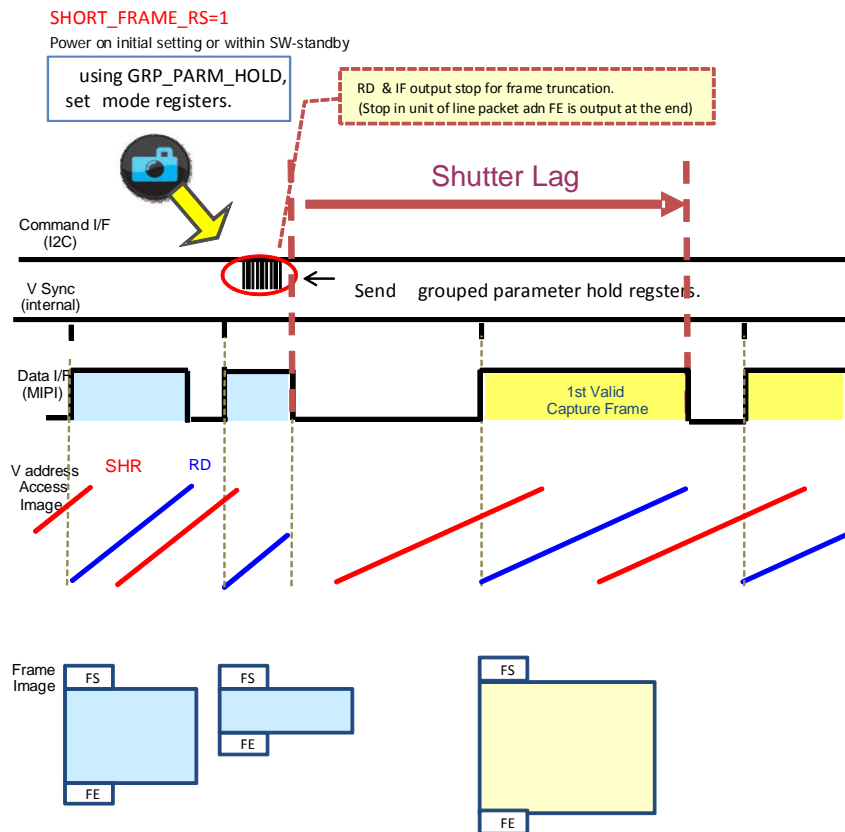 SHORT_FRAME_RS=1
Power on initial setting or within SW-standby
using GRP_PARM_HOLD,
set mode registers.
RD & IF output stop for frame truncation.
(Stop in unit of line packet adn FE is output at the end)
Shutter Lag
Command I/F
(I2C)
Send grouped parameter hold regsters.
V Sync
(internal)
Data I/F
(MIPI)
1st Valid
Capture Frame
V address
Access
Image
SHR
RD
Frame
Image
FS
FS
FS
FE
FE
FE